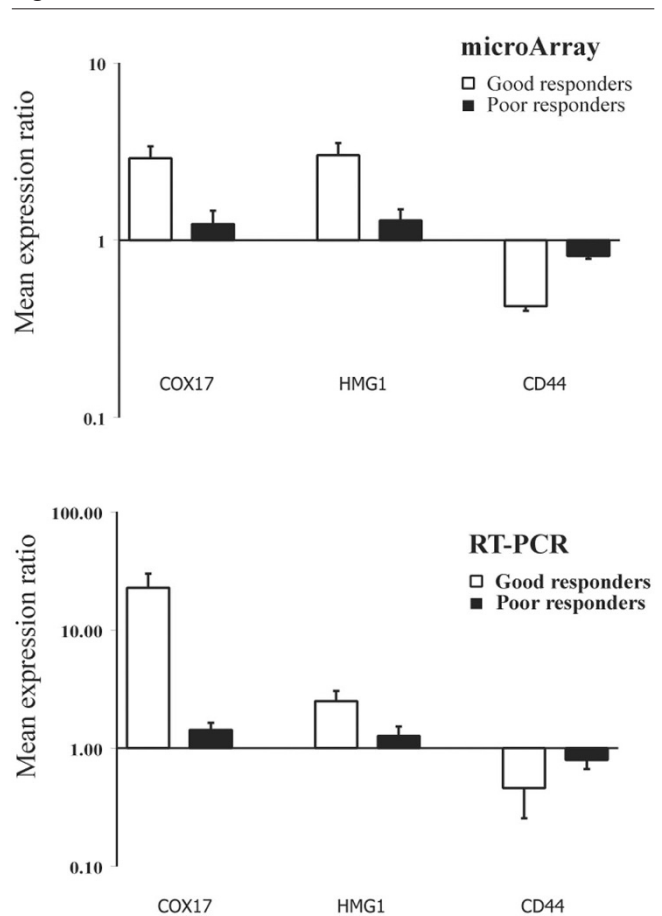 microArray
Good responders
Poor responders
Mean expression ratio
10
1
0.1
COX17 HMG1 CD44
RT-PCR
Good responders
Poor responders
Mean expression ratio
100.00
10.00
1.00
0.10
COX17 HMG1 CD44